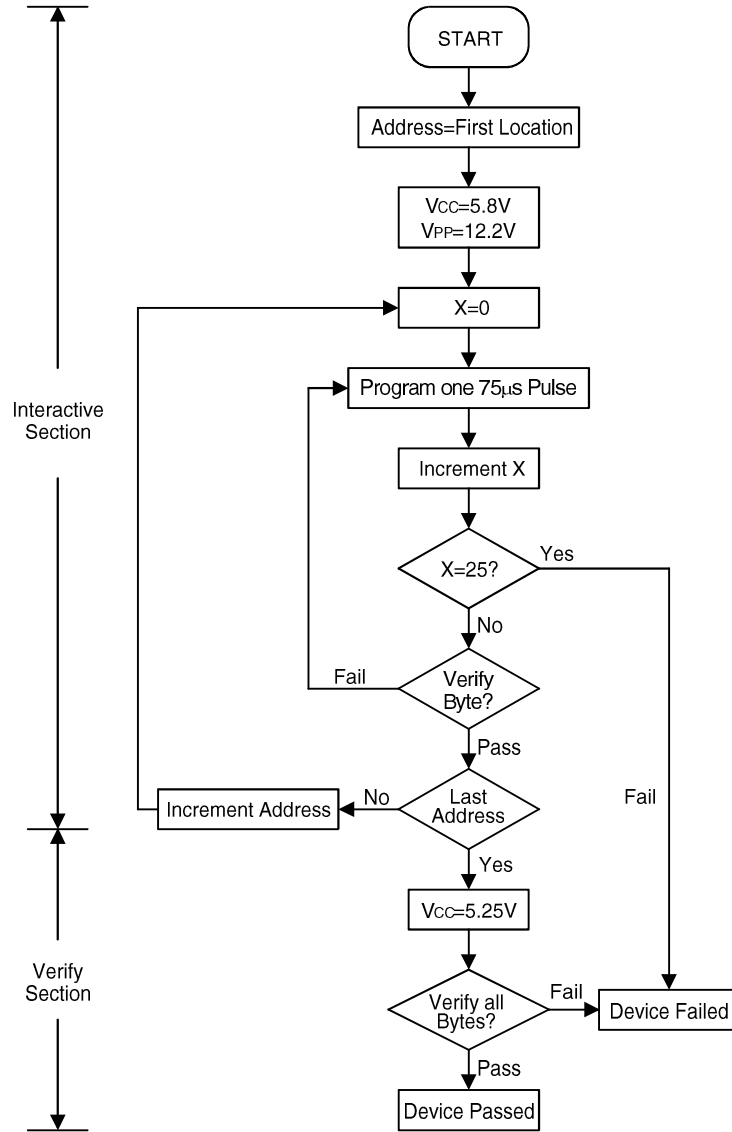 START
Address=First Location
VCC=5.8V
VPP=12.2V
X=0
Program one 75μs Pulse
Interactive
Section
Increment X
X=25?
Yes
No
Verify
Byte?
Fail
Pass
Last
Address
No
Increment Address
Fail
Yes
VCC=5.25V
Verify
Section
Verify all
Bytes?
Fail
Device Failed
Pass
Device Passed